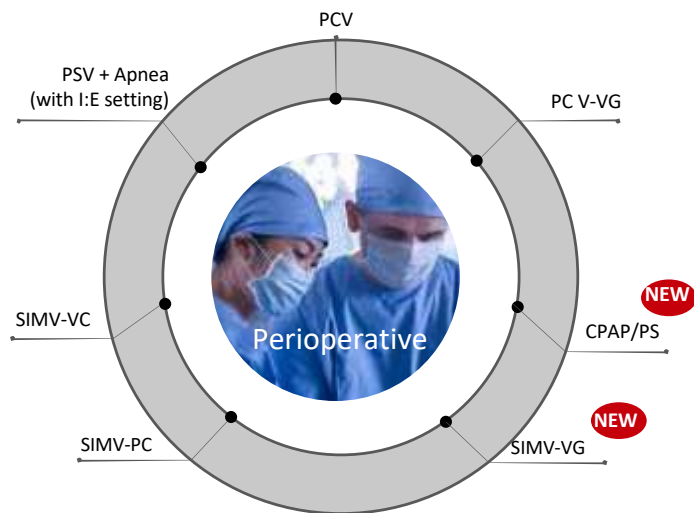 PCV
PSV + Apnea
(with I:E setting)
PC V-VG
NEW
SIMV-VC
CPAP/PS
Perioperative
NEW
SIMV-PC
SIMV-VG